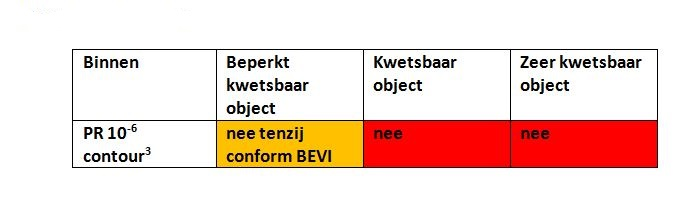 Binnen Beperkt kwetsbaar object Kwetsbaar object Zeer kwetsbaar object
PR 10⁻⁶ contour³ nee tenzij conform BEVI nee nee